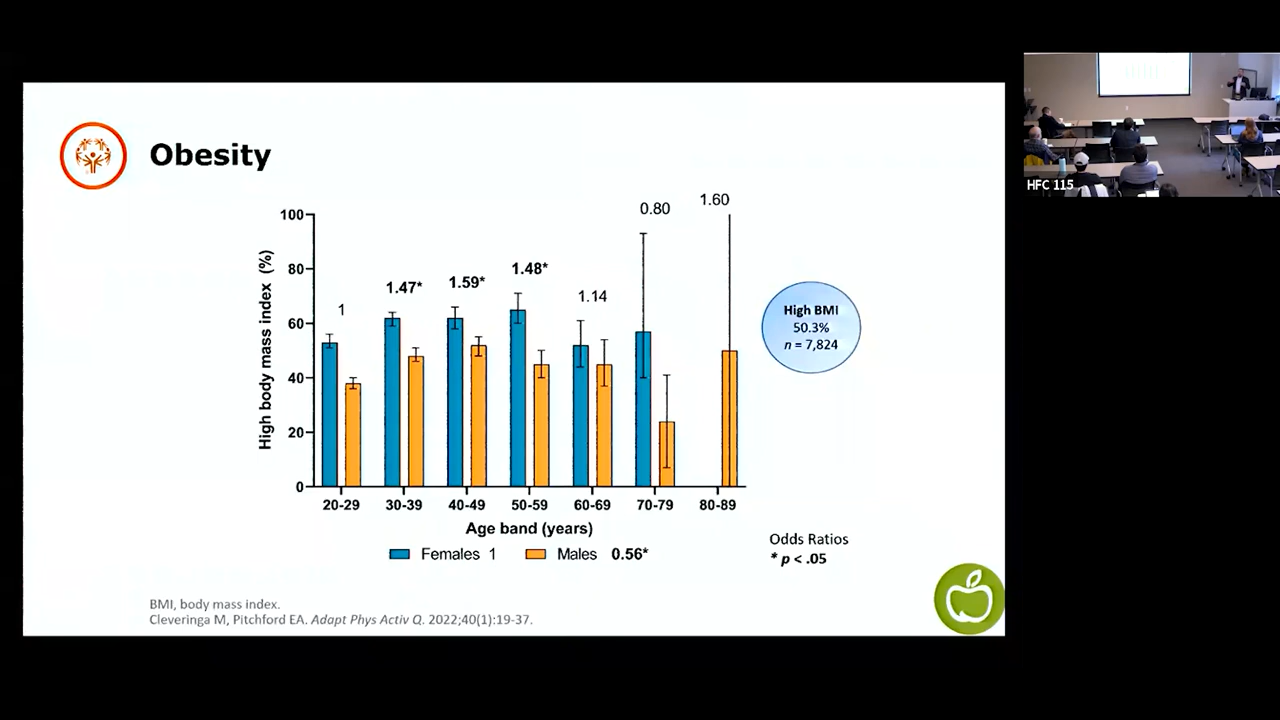 Obesity
High body mass index (%)
100
80
60
40
20
0
1
1.47*
1.59*
1.48*
1.14
0.80
1.60
20-29
30-39
40-49
50-59
60-69
70-79
80-89
Age band (years)
Females 1
Males 0.56*
High BMI
50.3%
n = 7,824
Odds Ratios
* p < .05
BMI, body mass index.
Cleveringa M, Pitchford EA. Adapt Phys Activ Q. 2022;40(1):19-37.
HFC 115